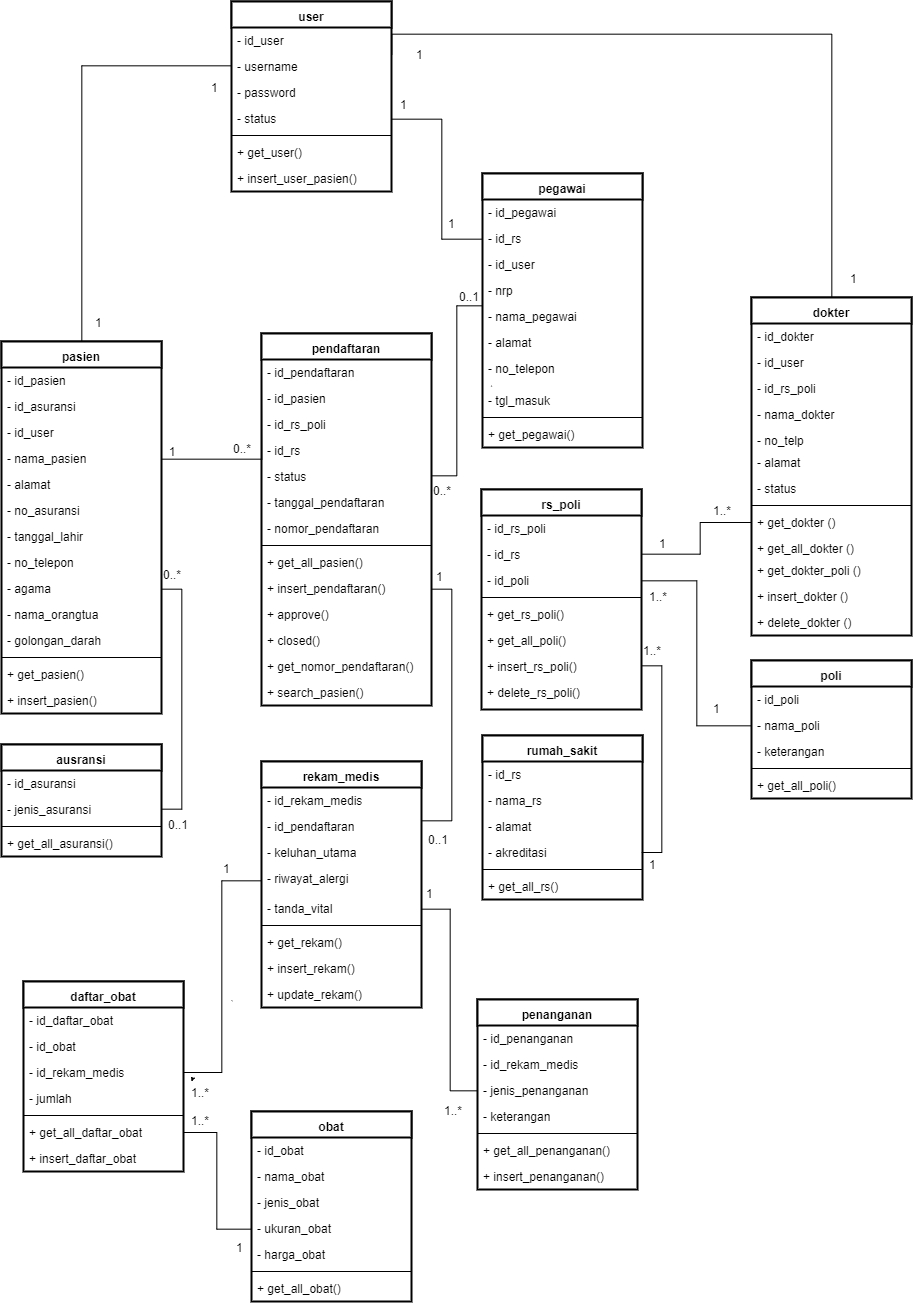 user
- id_user
- username
- password
- status
+ get_user()
+ insert_user_pasien()
1
1
1
1
1
1
pegawai
- id_pegawai
- id_rs
- id_user
- nrp
- nama_pegawai
- alamat
- no_telepon
- tgl_masuk
+ get_pegawai()
0..1
dokter
- id_dokter
- id_user
- id_rs_poli
- nama_dokter
- no_telp
- alamat
- status
+ get_dokter ()
+ get_all_dokter ()
+ get_dokter_poli ()
+ insert_dokter ()
+ delete_dokter ()
1..*
pasien
- id_pasien
- id_asuransi
- id_user
- nama_pasien
- alamat
- no_asuransi
- tanggal_lahir
- no_telepon
- agama
- nama_orangtua
- golongan_darah
+ get_pasien()
+ insert_pasien()
1
0..*
0..*
pendaftaran
- id_pendaftaran
- id_pasien
- id_rs_poli
- id_rs
- status
- tanggal_pendaftaran
- nomor_pendaftaran
+ get_all_pasien()
+ insert_pendaftaran()
+ approve()
+ closed()
+ get_nomor_pendaftaran()
+ search_pasien()
0..*
1
rs_poli
- id_rs_poli
- id_rs
- id_poli
+ get_rs_poli()
+ get_all_poli()
+ insert_rs_poli()
+ delete_rs_poli()
1
1..*
1..*
poli
- id_poli
- nama_poli
- keterangan
+ get_all_poli()
1
ausransi
- id_asuransi
- jenis_asuransi
+ get_all_asuransi()
0..1
rekam_medis
- id_rekam_medis
- id_pendaftaran
- keluhan_utama
- riwayat_alergi
- tanda_vital
+ get_rekam()
+ insert_rekam()
+ update_rekam()
0..1
1
1
rumah_sakit
- id_rs
- nama_rs
- alamat
- akreditasi
+ get_all_rs()
1
daftar_obat
- id_daftar_obat
- id_obat
- id_rekam_medis
- jumlah
+ get_all_daftar_obat
+ insert_daftar_obat
1..*
1..*
penanganan
- id_penanganan
- id_rekam_medis
- jenis_penanganan
- keterangan
+ get_all_penanganan()
+ insert_penanganan()
1..*
obat
- id_obat
- nama_obat
- jenis_obat
- ukuran_obat
- harga_obat
+ get_all_obat()
1